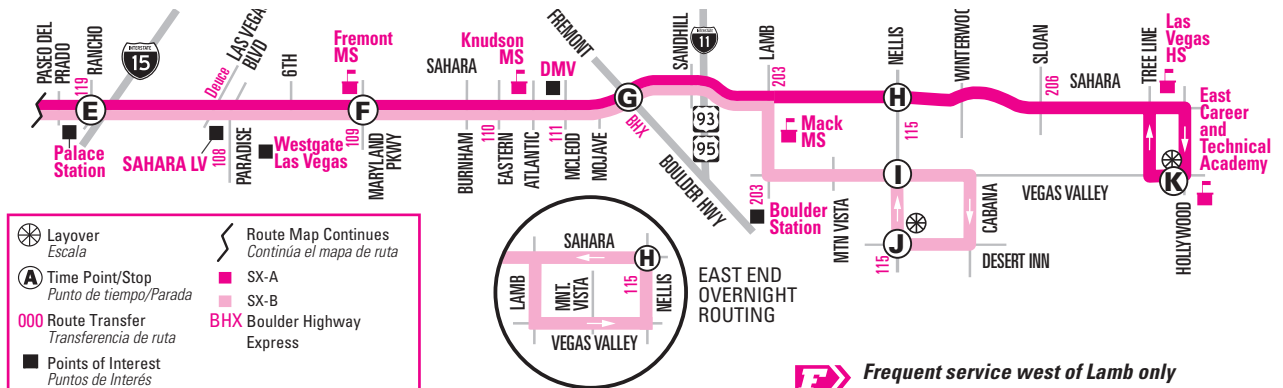 PASEO DEL
PRADO
RANCHO
119
INTERSTATE
15
Deuce
LAS VEGAS
BLVD
6TH
Fremont
MS
SAHARA
Knudson
MS
DMV
FREMONT
SANDHILL
INTERSTATE
11
LAMB
203
NELLIS
WINTERWOO
SLOAN
206
SAHARA
TREE LINE
Las
Vegas
HS
E
F
G
H
BHX
93
95
115
East
Career
and
Technical
Academy
Palace
Station
SAHARA LV
108
PARADISE
Westgate
Las Vegas
109
MARYLAND
PKWY
BURNHAM
110
EASTERN
ATLANTIC
111
MCLEOD
MOJAVE
BOULDER HWY
Mack
MS
203
Boulder
Station
MTN VISTA
I
J
115
CABANA
VEGAS VALLEY
DESERT INN
K
HOLLYWOOD
Layover
Escala
A
Time Point/Stop
Punto de tiempo/Parada
000 Route Transfer
Transferencia de ruta
Points of Interest
Puntos de Interés
Route Map Continues
Continúa el mapa de ruta
SX-A
SX-B
BHX Boulder Highway
Express
SAHARA
H
LAMB
MNT.
VISTA
115
NELLIS
VEGAS VALLEY
EAST END
OVERNIGHT
ROUTING
F
Frequent service west of Lamb only